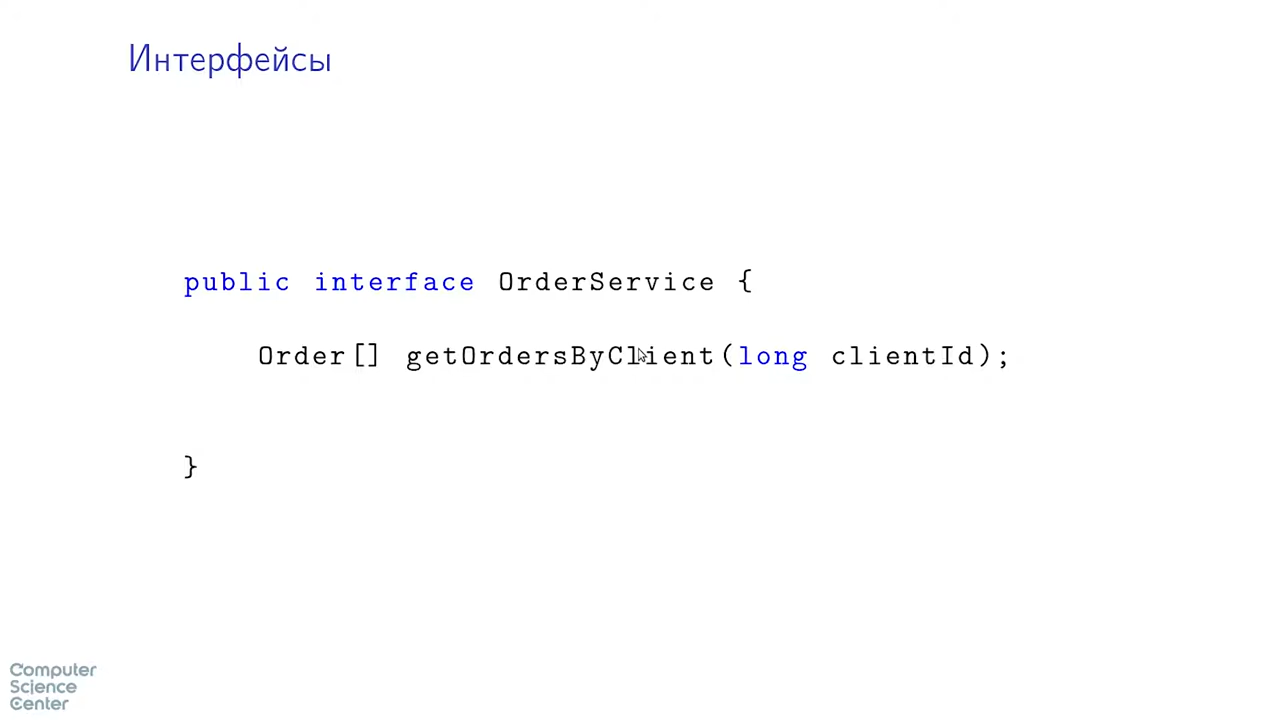 Интерфейсы
public interface OrderService {
Order[] getOrdersByClient(long clientId);
}
Computer
Science
Center